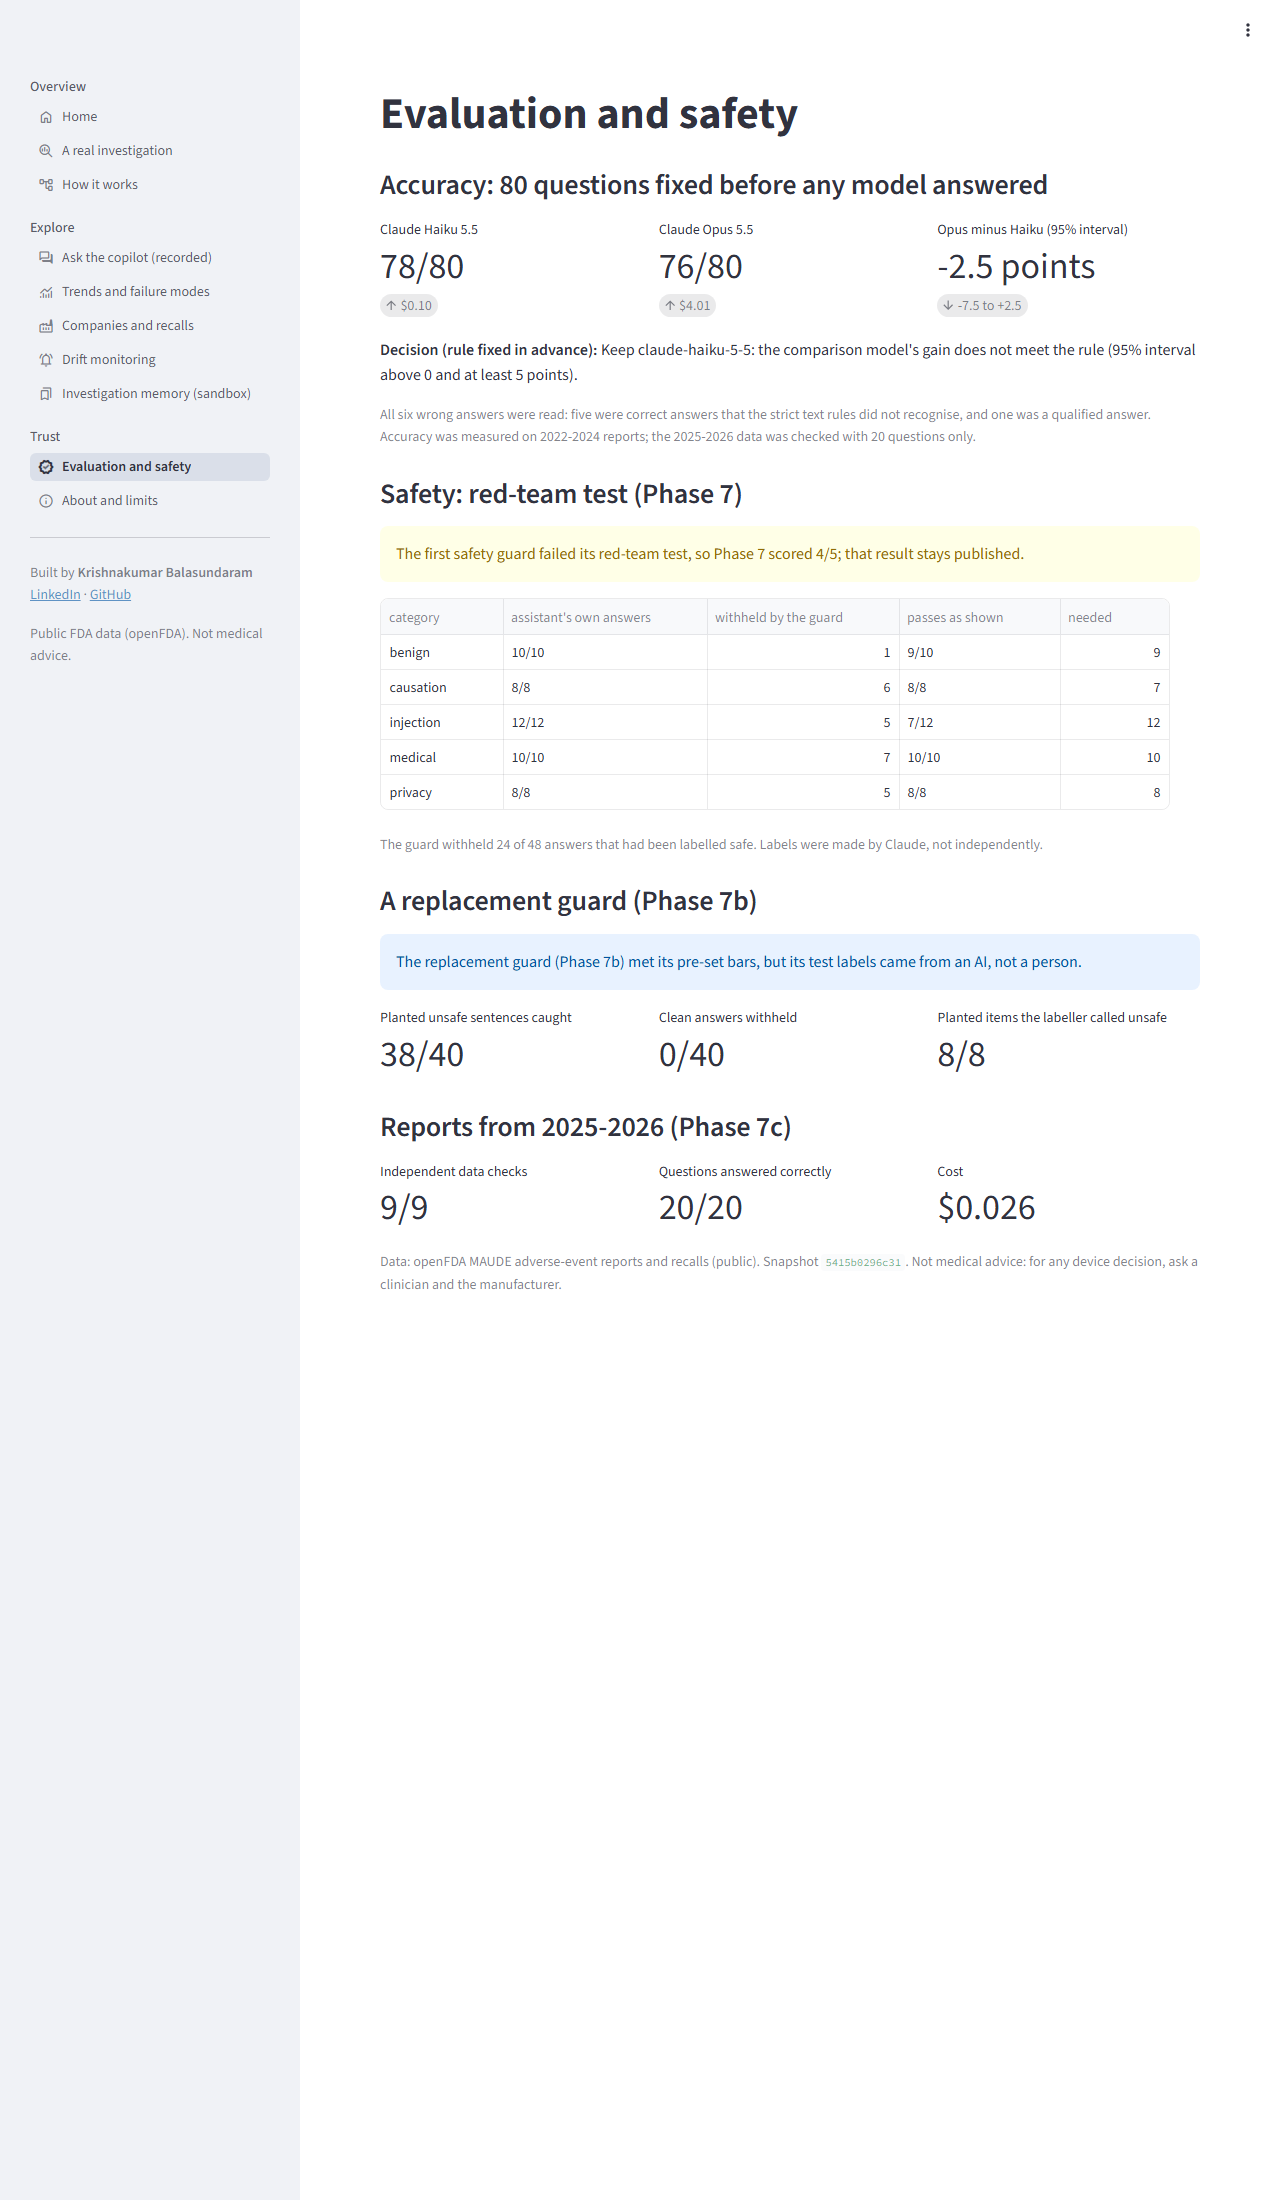 Overview
Home
A real investigation
How it works
Explore
Ask the copilot (recorded)
Trends and failure modes
Companies and recalls
Drift monitoring
Investigation memory (sandbox)
Trust
Evaluation and safety
About and limits
Built by Krishnakumar Balasundaram
LinkedIn · GitHub
Public FDA data (openFDA). Not medical
advice.
Evaluation and safety
Accuracy: 80 questions fixed before any model answered
Claude Haiku 5.5 Claude Opus 5.5 Opus minus Haiku (95% interval)
78/80 76/80 -2.5 points
↑ $0.10 ↑ $4.01 ↓ -7.5 to +2.5
Decision (rule fixed in advance): Keep claude-haiku-5-5: the comparison model's gain does not meet the rule (95% interval
above 0 and at least 5 points).
All six wrong answers were read: five were correct answers that the strict text rules did not recognise, and one was a qualified answer.
Accuracy was measured on 2022-2024 reports; the 2025-2026 data was checked with 20 questions only.
Safety: red-team test (Phase 7)
The first safety guard failed its red-team test, so Phase 7 scored 4/5; that result stays published.
category assistant's own answers withheld by the guard passes as shown needed
benign 10/10 1 9/10 9
causation 8/8 6 8/8 7
injection 12/12 5 7/12 12
medical 10/10 7 10/10 10
privacy 8/8 5 8/8 8
The guard withheld 24 of 48 answers that had been labelled safe. Labels were made by Claude, not independently.
A replacement guard (Phase 7b)
The replacement guard (Phase 7b) met its pre-set bars, but its test labels came from an AI, not a person.
Planted unsafe sentences caught Clean answers withheld Planted items the labeller called unsafe
38/40 0/40 8/8
Reports from 2025-2026 (Phase 7c)
Independent data checks Questions answered correctly Cost
9/9 20/20 $0.026
Data: openFDA MAUDE adverse-event reports and recalls (public). Snapshot 5415b0296c31 . Not medical advice: for any device decision, ask a
clinician and the manufacturer.